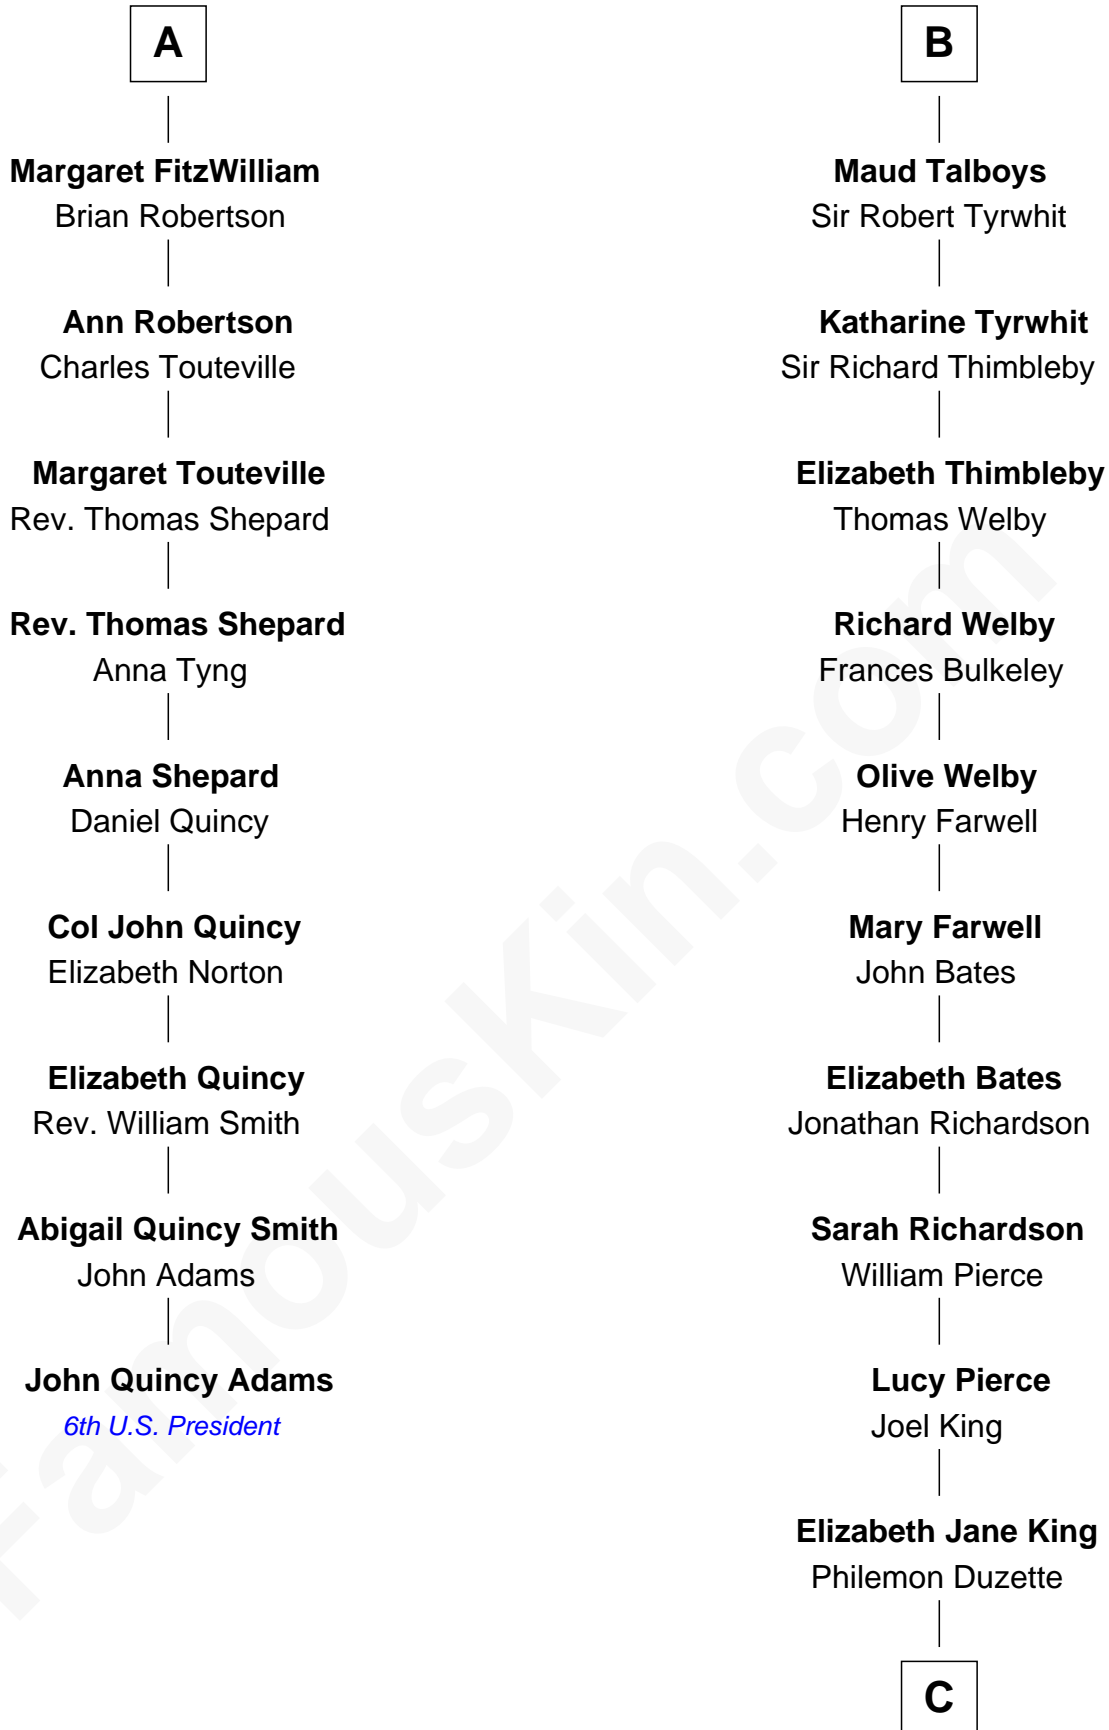 A
Margaret FitzWilliam
Brian Robertson
Ann Robertson
Charles Touteville
Margaret Touteville
Rev. Thomas Shepard
Rev. Thomas Shepard
Anna Tyng
Anna Shepard
Daniel Quincy
Col John Quincy
Elizabeth Norton
Elizabeth Quincy
Rev. William Smith
Abigail Quincy Smith
John Adams
John Quincy Adams
6th U.S. President
B
Maud Talboys
Sir Robert Tyrwhit
Katharine Tyrwhit
Sir Richard Thimbleby
Elizabeth Thimbleby
Thomas Welby
Richard Welby
Frances Bulkeley
Olive Welby
Henry Farwell
Mary Farwell
John Bates
Elizabeth Bates
Jonathan Richardson
Sarah Richardson
William Pierce
Lucy Pierce
Joel King
Elizabeth Jane King
Philemon Duzette
C
FamousKin.com